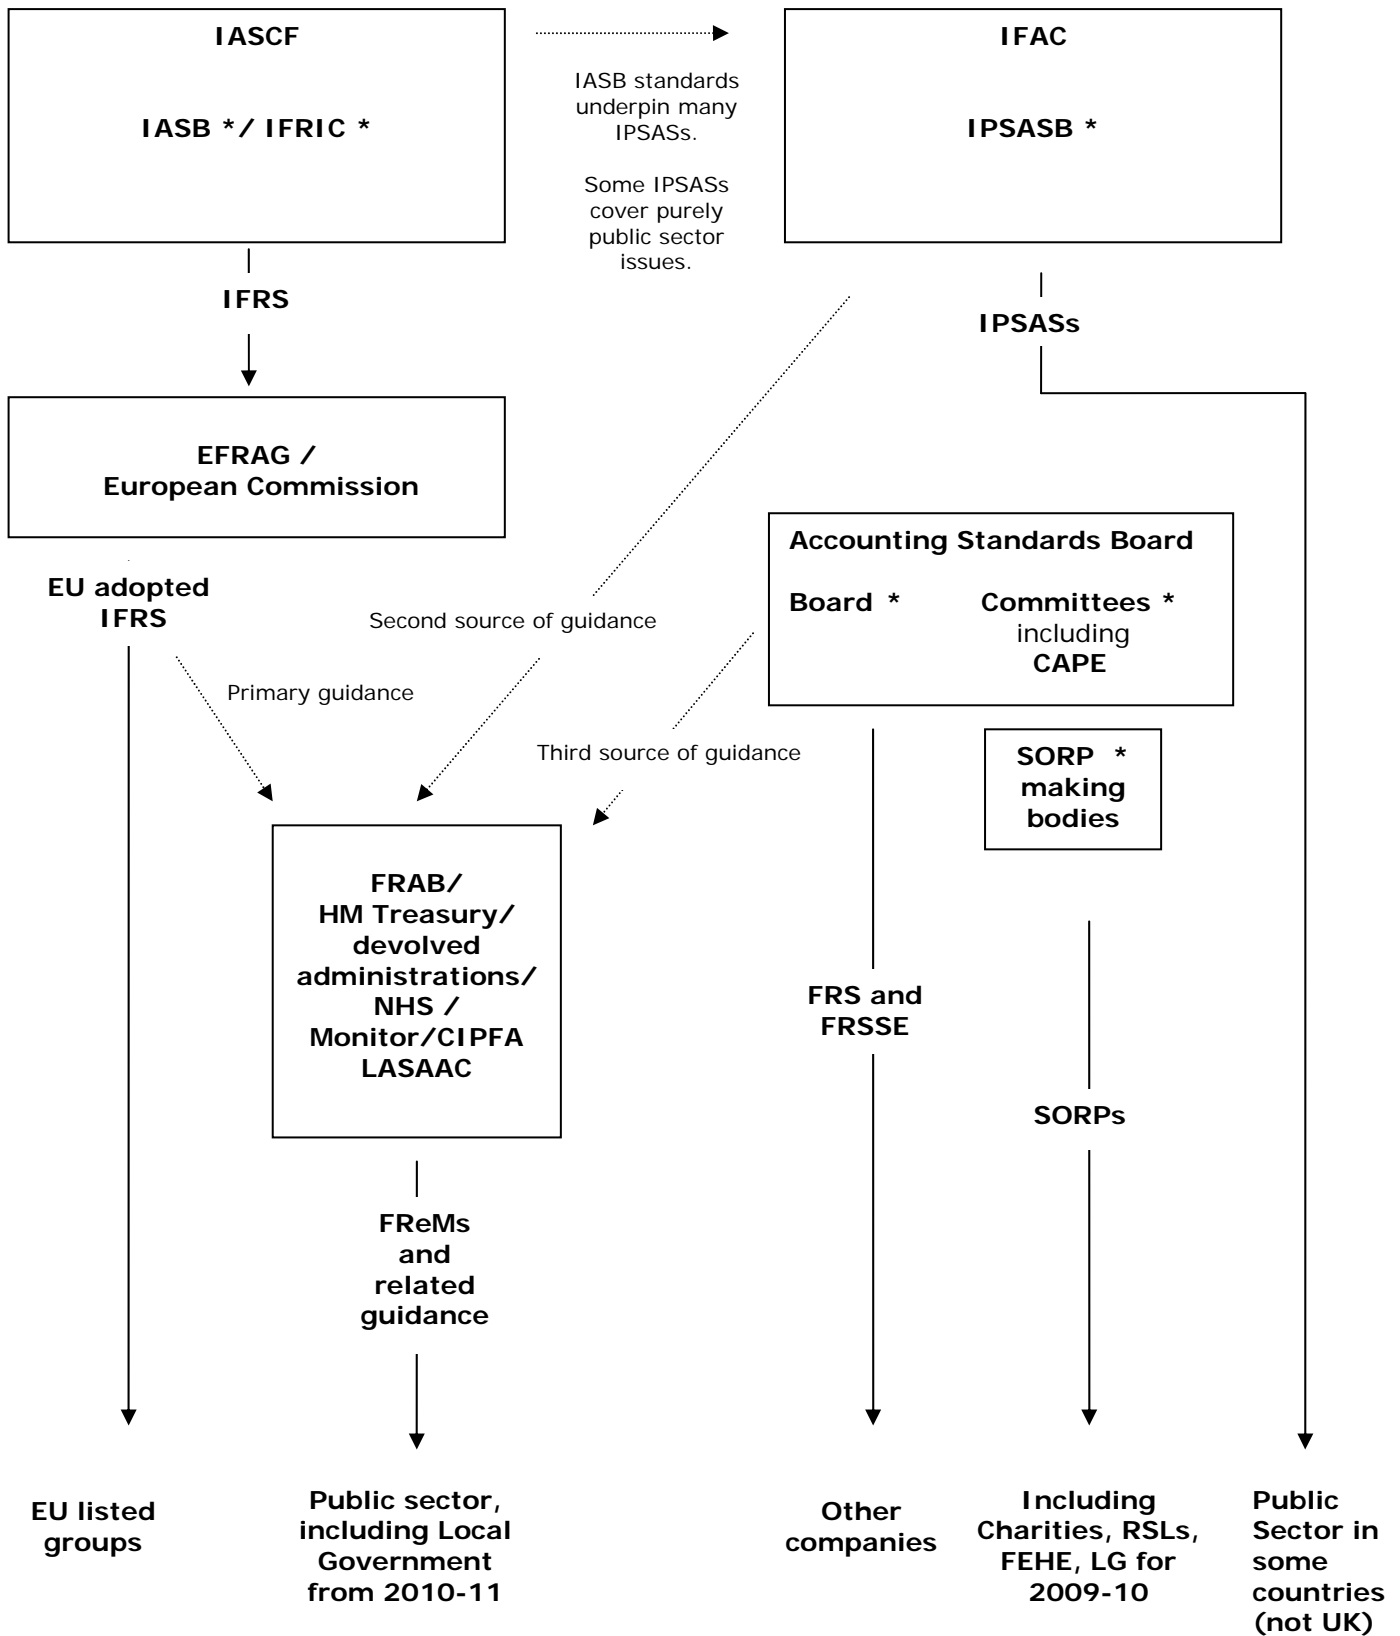 IASCF
IASB */ IFRIC *
IASB standards
underpin many
IPSASs.
Some IPSASs
cover purely
public sector
issues.
IFAC
IPSASB *
IFRS
IPSASs
EFRAG /
European Commission
Accounting Standards Board
Board *
Committees *
including
CAPE
EU adopted
IFRS
Second source of guidance
Primary guidance
Third source of guidance
SORP *
making
bodies
FRAB/
HM Treasury/
devolved
administrations/
NHS /
Monitor/CIPFA
LASAAC
FRS and
FRSSE
SORPs
FReMs
and
related
guidance
EU listed
groups
Public sector,
including Local
Government
from 2010-11
Other
companies
Including
Charities, RSLs,
FEHE, LG for
2009-10
Public
Sector in
some
countries
(not UK)